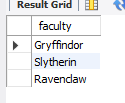 Result Grid
faculty
Gryffindor
Slytherin
Ravenclaw